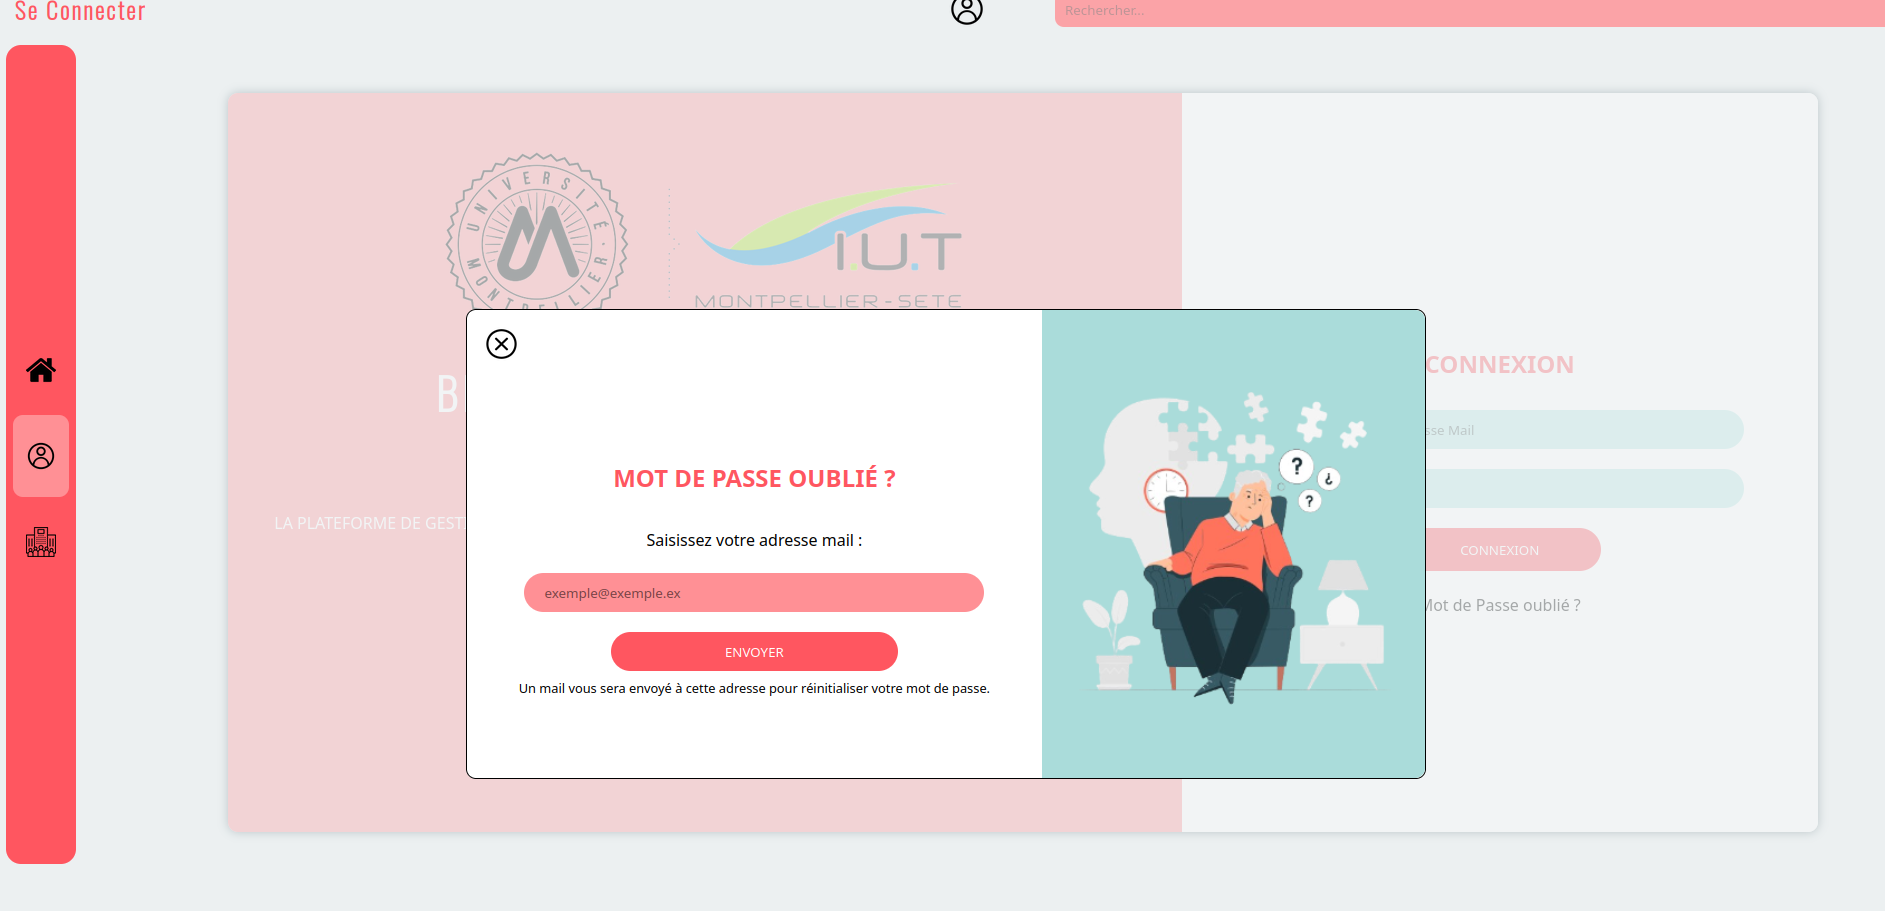 Se Connecter
Rechercher...
UNIVERSITÉ · MONTPELLIER
I.U.T
MONTPELLIER - SETE
CONNEXION
B
sse Mail
MOT DE PASSE OUBLIÉ ?
LA PLATEFORME DE GEST
Saisissez votre adresse mail :
CONNEXION
exemple@exemple.ex
Mot de Passe oublié ?
ENVOYER
Un mail vous sera envoyé à cette adresse pour réinitialiser votre mot de passe.